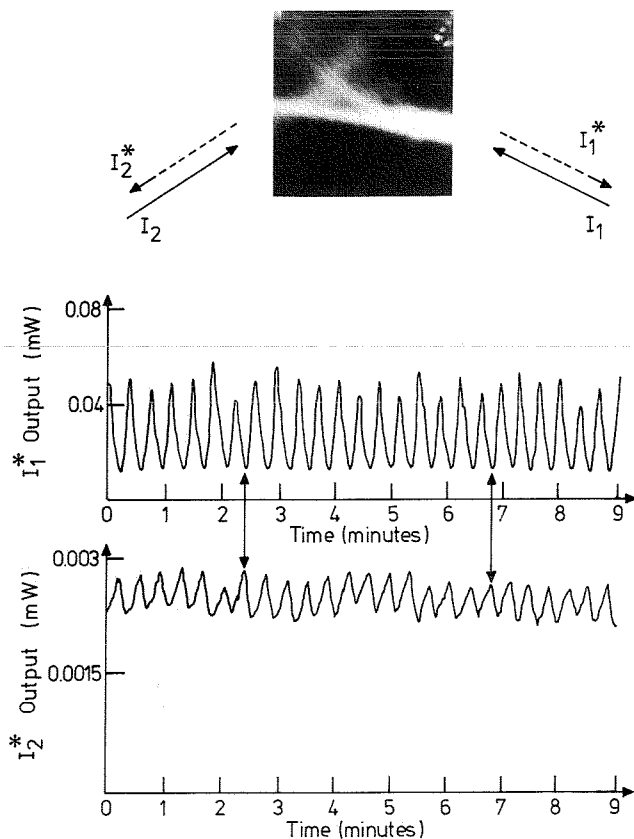 I₂*
I₂
I₁*
I₁
0.08
0.04
I₁* Output (mW)
0 1 2 3 4 5 6 7 8 9
Time (minutes)
0.003
0.0015
I₂* Output (mW)
0 1 2 3 4 5 6 7 8 9
Time (minutes)